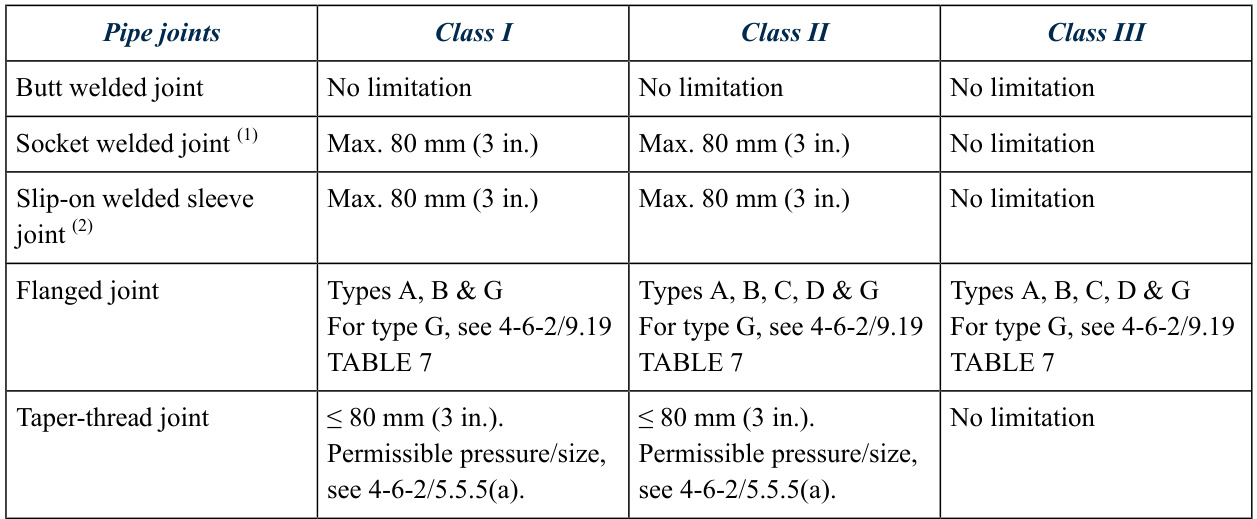 Pipe joints Class I Class II Class III
Butt welded joint No limitation No limitation No limitation
Socket welded joint (1) Max. 80 mm (3 in.) Max. 80 mm (3 in.) No limitation
Slip-on welded sleeve Max. 80 mm (3 in.) Max. 80 mm (3 in.) No limitation
joint (2)
Flanged joint Types A, B & G Types A, B, C, D & G Types A, B, C, D & G
For type G, see 4-6-2/9.19 For type G, see 4-6-2/9.19 For type G, see 4-6-2/9.19
TABLE 7 TABLE 7 TABLE 7
Taper-thread joint ≤ 80 mm (3 in.). ≤ 80 mm (3 in.). No limitation
Permissible pressure/size, Permissible pressure/size,
see 4-6-2/5.5.5(a). see 4-6-2/5.5.5(a).